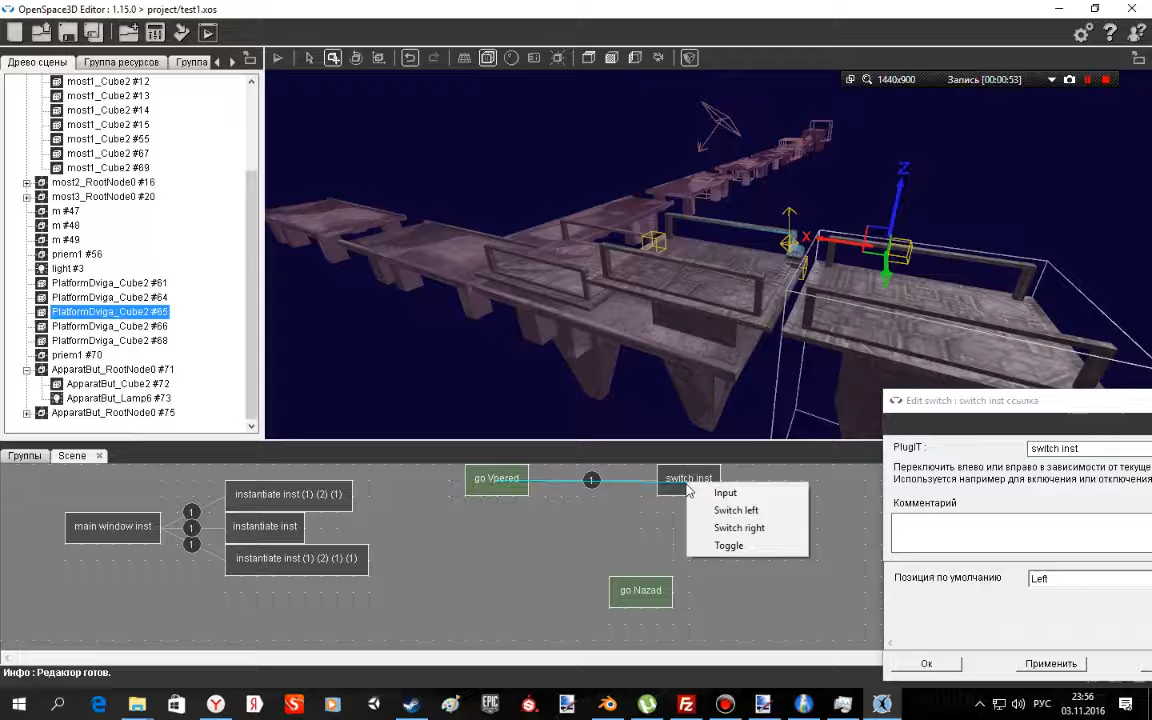 OpenSpace3D Editor : 1.15.0 > project/test1.xos
Древо сцены
Группа ресурсов
Группа
1440x900
Запись [00:00:53]
most1_Cube2 #12
most1_Cube2 #13
most1_Cube2 #14
most1_Cube2 #15
most1_Cube2 #55
most1_Cube2 #67
most1_Cube2 #69
most2_RootNode0 #16
most3_RootNode0 #20
m #47
m #48
m #49
priem1 #56
light #3
PlatformDviga_Cube2 #61
PlatformDviga_Cube2 #64
PlatformDviga_Cube2 #65
PlatformDviga_Cube2 #66
PlatformDviga_Cube2 #68
priem1 #70
ApparatBut_RootNode0 #71
ApparatBut_Cube2 #72
ApparatBut_Lamp6 #73
ApparatBut_RootNode0 #75
Z
X
Группы
Scene
main window inst
1
1
1
instantiate inst (1) (2) (1)
instantiate inst
instantiate inst (1) (2) (1) (1)
go Vpered
1
switch inst
Input
Switch left
Switch right
Toggle
go Nazad
Edit switch : switch inst ссылка
PlugIT :
switch inst
Переключить влево или вправо в зависимости от текуще
Используется например для включения или отключения
Комментарий
Позиция по умолчанию
Left
Ок
Применить
Инфо : Редактор готов.
EPIC
РУС
23:56
03.11.2016